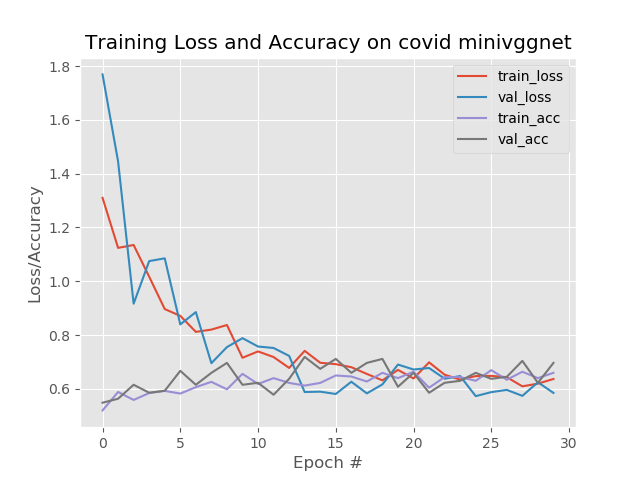 Training Loss and Accuracy on covid minivggnet
train_loss
val_loss
train_acc
val_acc
1.8
1.6
1.4
1.2
1.0
0.8
0.6
Loss/Accuracy
0 5 10 15 20 25 30
Epoch #